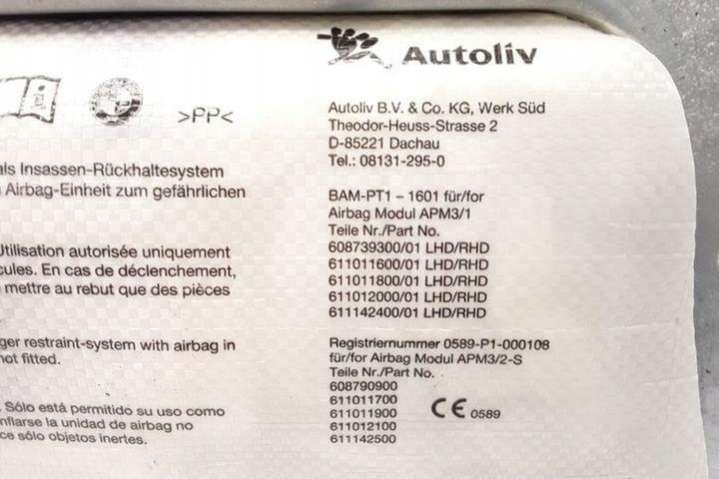 Autoliv
>PP<
Autoliv B.V. & Co. KG, Werk Süd
Theodor-Heuss-Strasse 2
D-85221 Dachau
Tel.: 08131-295-0
als Insassen-Rückhaltesystem
Airbag-Einheit zum gefährlichen
BAM-PT1 – 1601 für/for
Airbag Modul APM3/1
Teile Nr./Part No.
608739300/01 LHD/RHD
611011600/01 LHD/RHD
611011800/01 LHD/RHD
611012000/01 LHD/RHD
611142400/01 LHD/RHD
Utilisation autorisée uniquement
cules. En cas de déclenchement,
mettre au rebut que des pièces
Registriernummer 0589-P1-000108
für/for Airbag Modul APM3/2-S
Teile Nr./Part No.
608790900
611011700
611011900
611012100
611142500
CE 0589
ger restraint-system with airbag in
not fitted.
. Sólo está permitido su uso como
nflarse la unidad de airbag no
ce sólo objetos inertes.